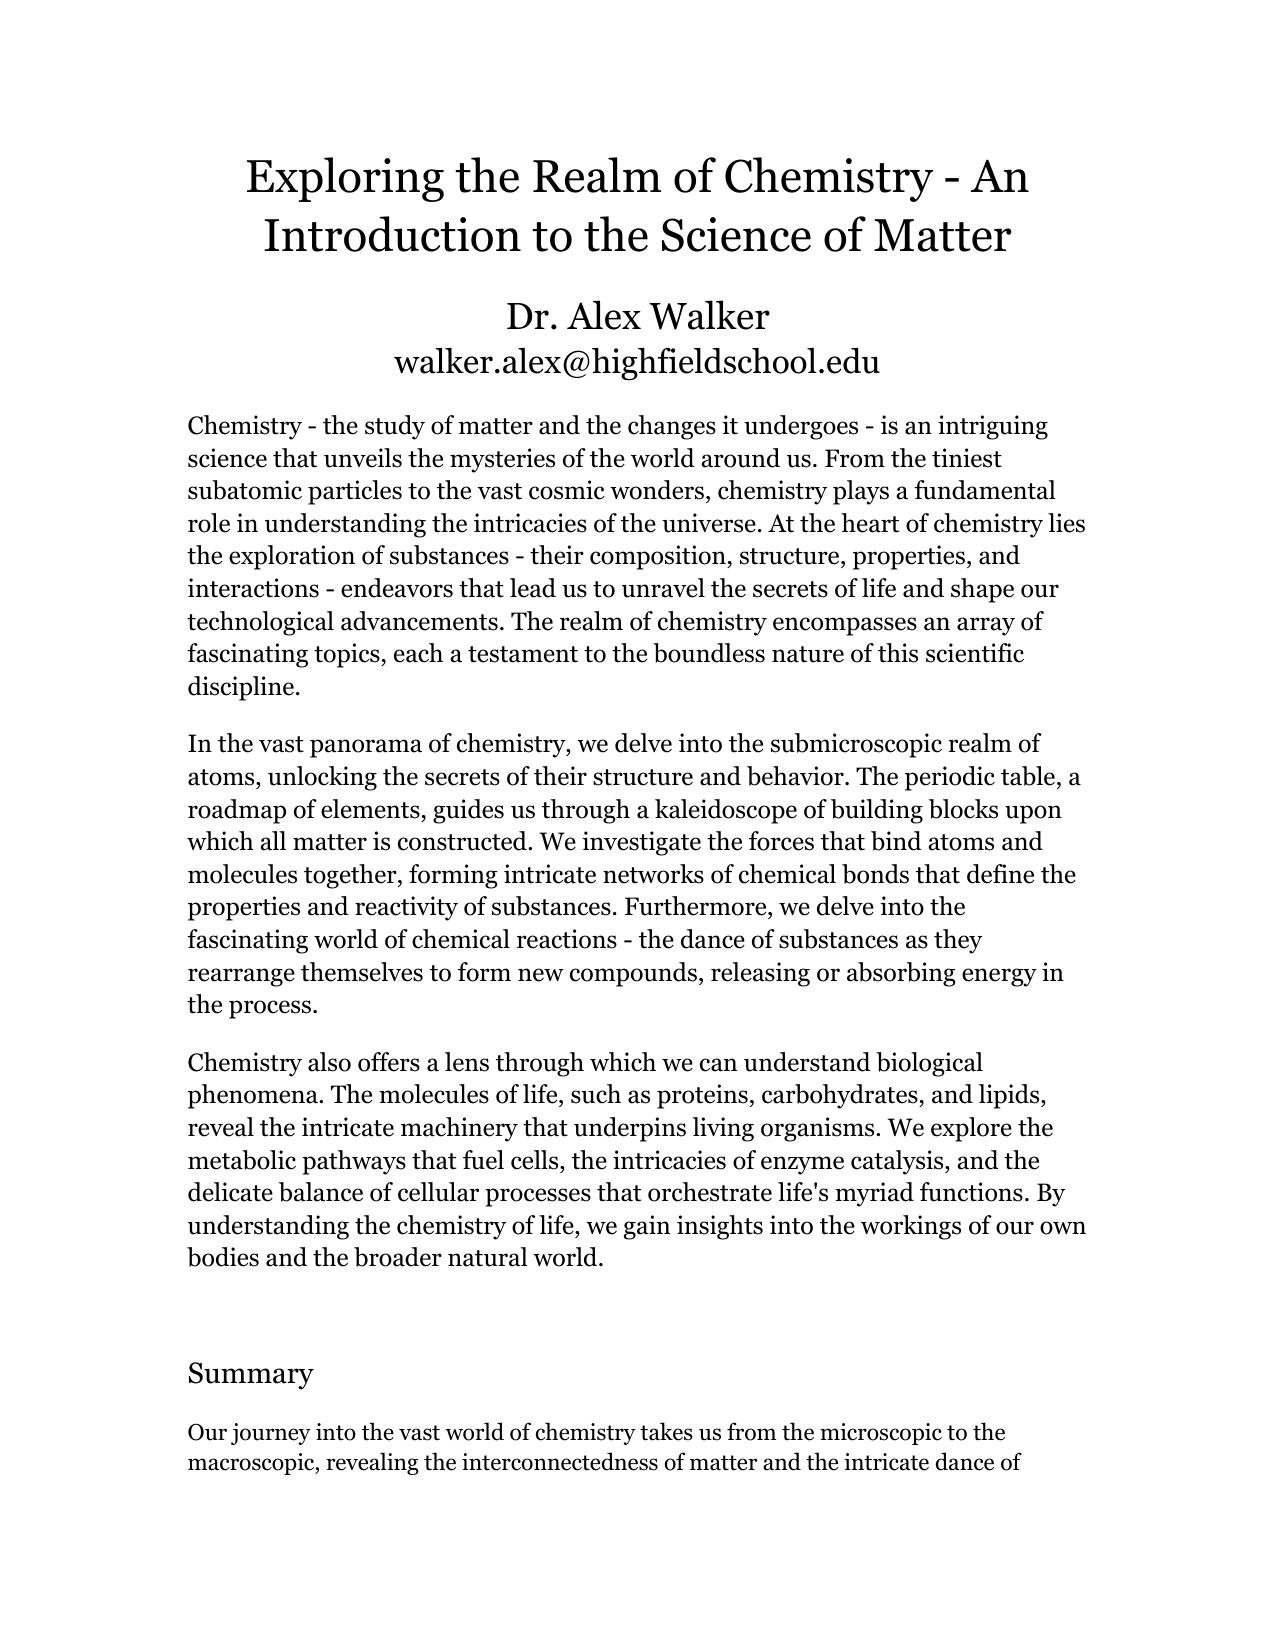 Exploring the Realm of Chemistry - An
Introduction to the Science of Matter
Dr. Alex Walker
walker.alex@highfieldschool.edu
Chemistry - the study of matter and the changes it undergoes - is an intriguing
science that unveils the mysteries of the world around us. From the tiniest
subatomic particles to the vast cosmic wonders, chemistry plays a fundamental
role in understanding the intricacies of the universe. At the heart of chemistry lies
the exploration of substances - their composition, structure, properties, and
interactions - endeavors that lead us to unravel the secrets of life and shape our
technological advancements. The realm of chemistry encompasses an array of
fascinating topics, each a testament to the boundless nature of this scientific
discipline.
In the vast panorama of chemistry, we delve into the submicroscopic realm of
atoms, unlocking the secrets of their structure and behavior. The periodic table, a
roadmap of elements, guides us through a kaleidoscope of building blocks upon
which all matter is constructed. We investigate the forces that bind atoms and
molecules together, forming intricate networks of chemical bonds that define the
properties and reactivity of substances. Furthermore, we delve into the
fascinating world of chemical reactions - the dance of substances as they
rearrange themselves to form new compounds, releasing or absorbing energy in
the process.
Chemistry also offers a lens through which we can understand biological
phenomena. The molecules of life, such as proteins, carbohydrates, and lipids,
reveal the intricate machinery that underpins living organisms. We explore the
metabolic pathways that fuel cells, the intricacies of enzyme catalysis, and the
delicate balance of cellular processes that orchestrate life's myriad functions. By
understanding the chemistry of life, we gain insights into the workings of our own
bodies and the broader natural world.
Summary
Our journey into the vast world of chemistry takes us from the microscopic to the
macroscopic, revealing the interconnectedness of matter and the intricate dance of